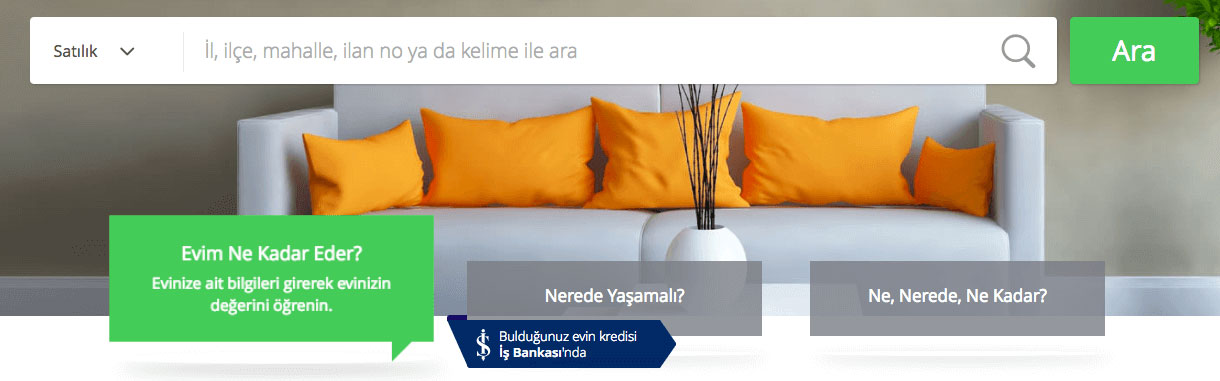 Satılık
İl, ilçe, mahalle, ilan no ya da kelime ile ara
Ara
Evim Ne Kadar Eder?
Evinize ait bilgileri girerek evinizin
değerini öğrenin.
Nerede Yaşamalı?
Ne, Nerede, Ne Kadar?
Bulduğunuz evin kredisi
İş Bankası'nda